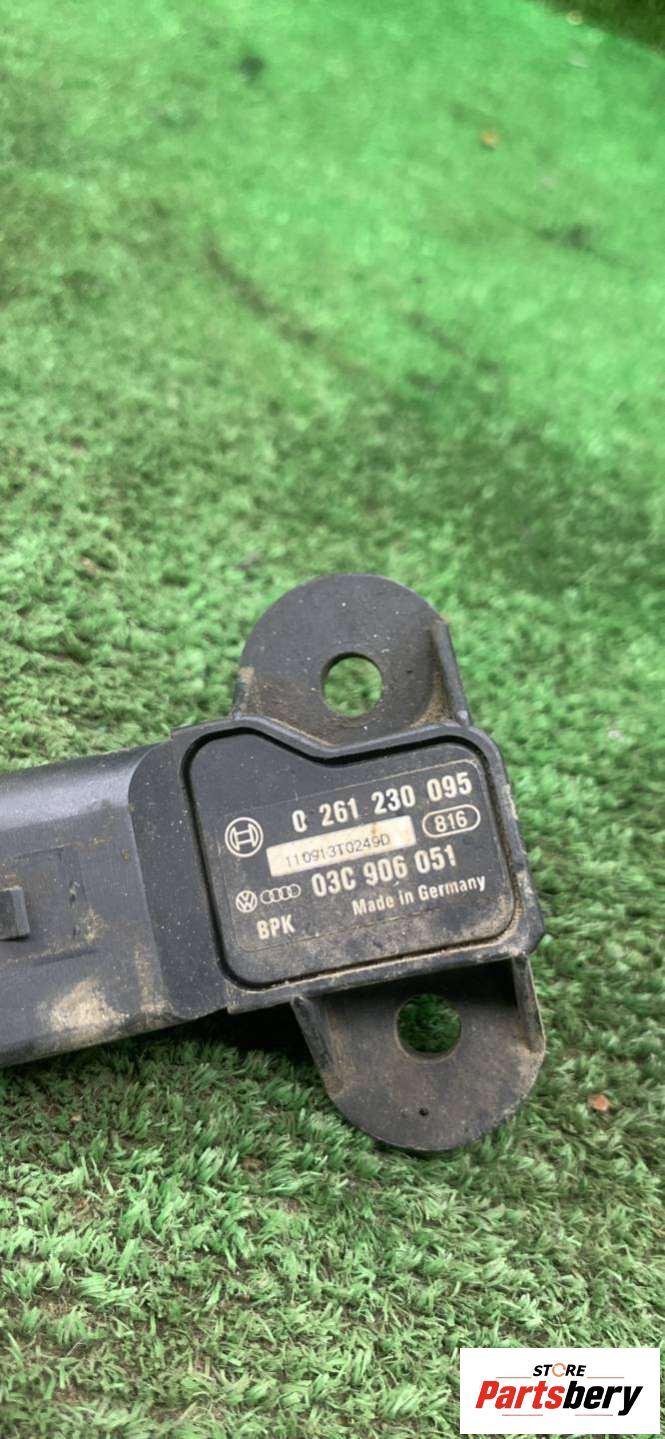 0 261 230 095
110913T0249D 816
03C 906 051
BPK Made in Germany
STORE
Partsbery